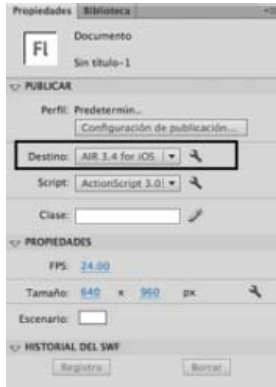 Propiedades Biblioteca
Fl
Documento
Sin título-1
PUBLICAR
Perfil: Predetermin...
Configuración de publicación...
Destino: AIR 3.4 for iOS
Script: ActionScript 3.0
Clase:
PROPIEDADES
FPS: 24.00
Tamaño: 640 x 960 px
Escenario:
HISTORIAL DEL SWF
Registro Borrar